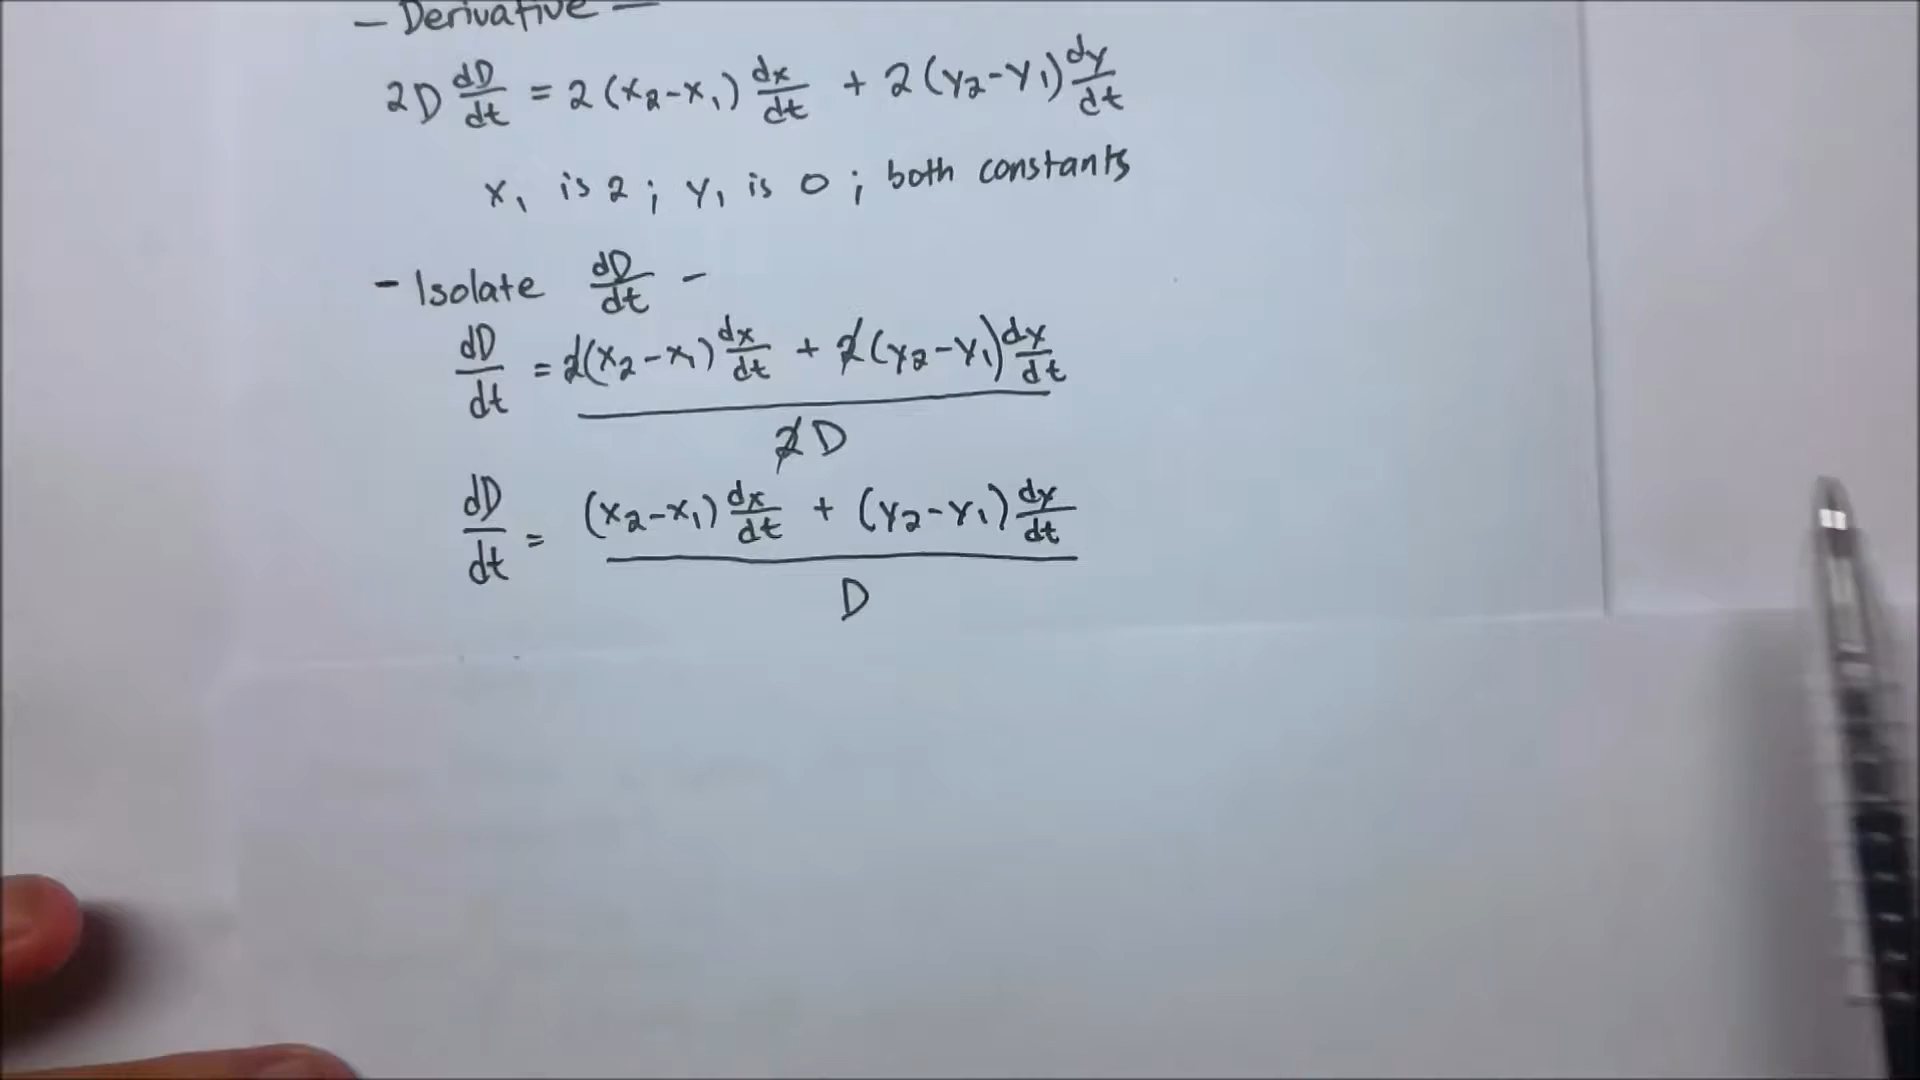 - Derivative -
2D dD/dt = 2(x₂-x₁) dx/dt + 2(y₂-y₁) dy/dt
x₁ is 2 ; y₁ is 0 ; both constants
- Isolate dD/dt -
dD/dt = 2(x₂-x₁) dx/dt + 2(y₂-y₁) dy/dt
2D
dD/dt = (x₂-x₁) dx/dt + (y₂-y₁) dy/dt
D